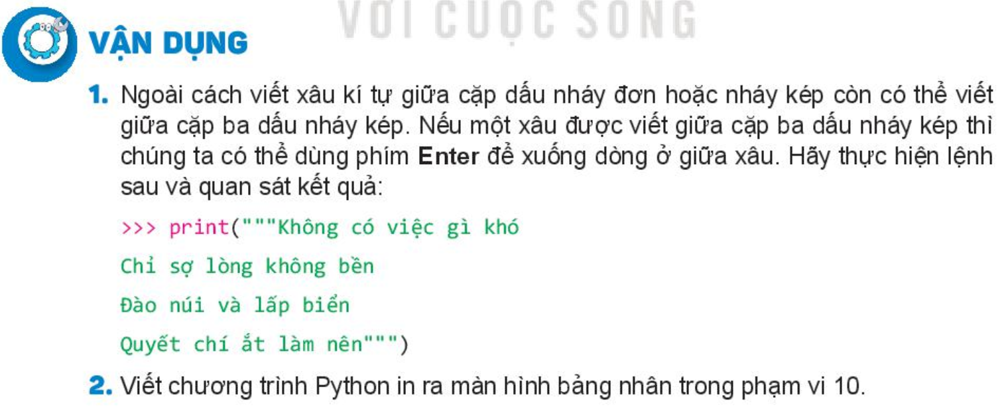 VỚI CUỘC SỐNG
VẬN DỤNG
1. Ngoài cách viết xâu kí tự giữa cặp dấu nháy đơn hoặc nháy kép còn có thể viết
giữa cặp ba dấu nháy kép. Nếu một xâu được viết giữa cặp ba dấu nháy kép thì
chúng ta có thể dùng phím Enter để xuống dòng ở giữa xâu. Hãy thực hiện lệnh
sau và quan sát kết quả:
>>> print("""Không có việc gì khó
Chỉ sợ lòng không bền
Đào núi và lấp biển
Quyết chí ắt làm nên""")
2. Viết chương trình Python in ra màn hình bảng nhân trong phạm vi 10.